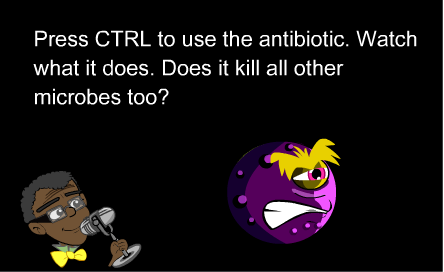 Press CTRL to use the antibiotic. Watch
what it does. Does it kill all other
microbes too?